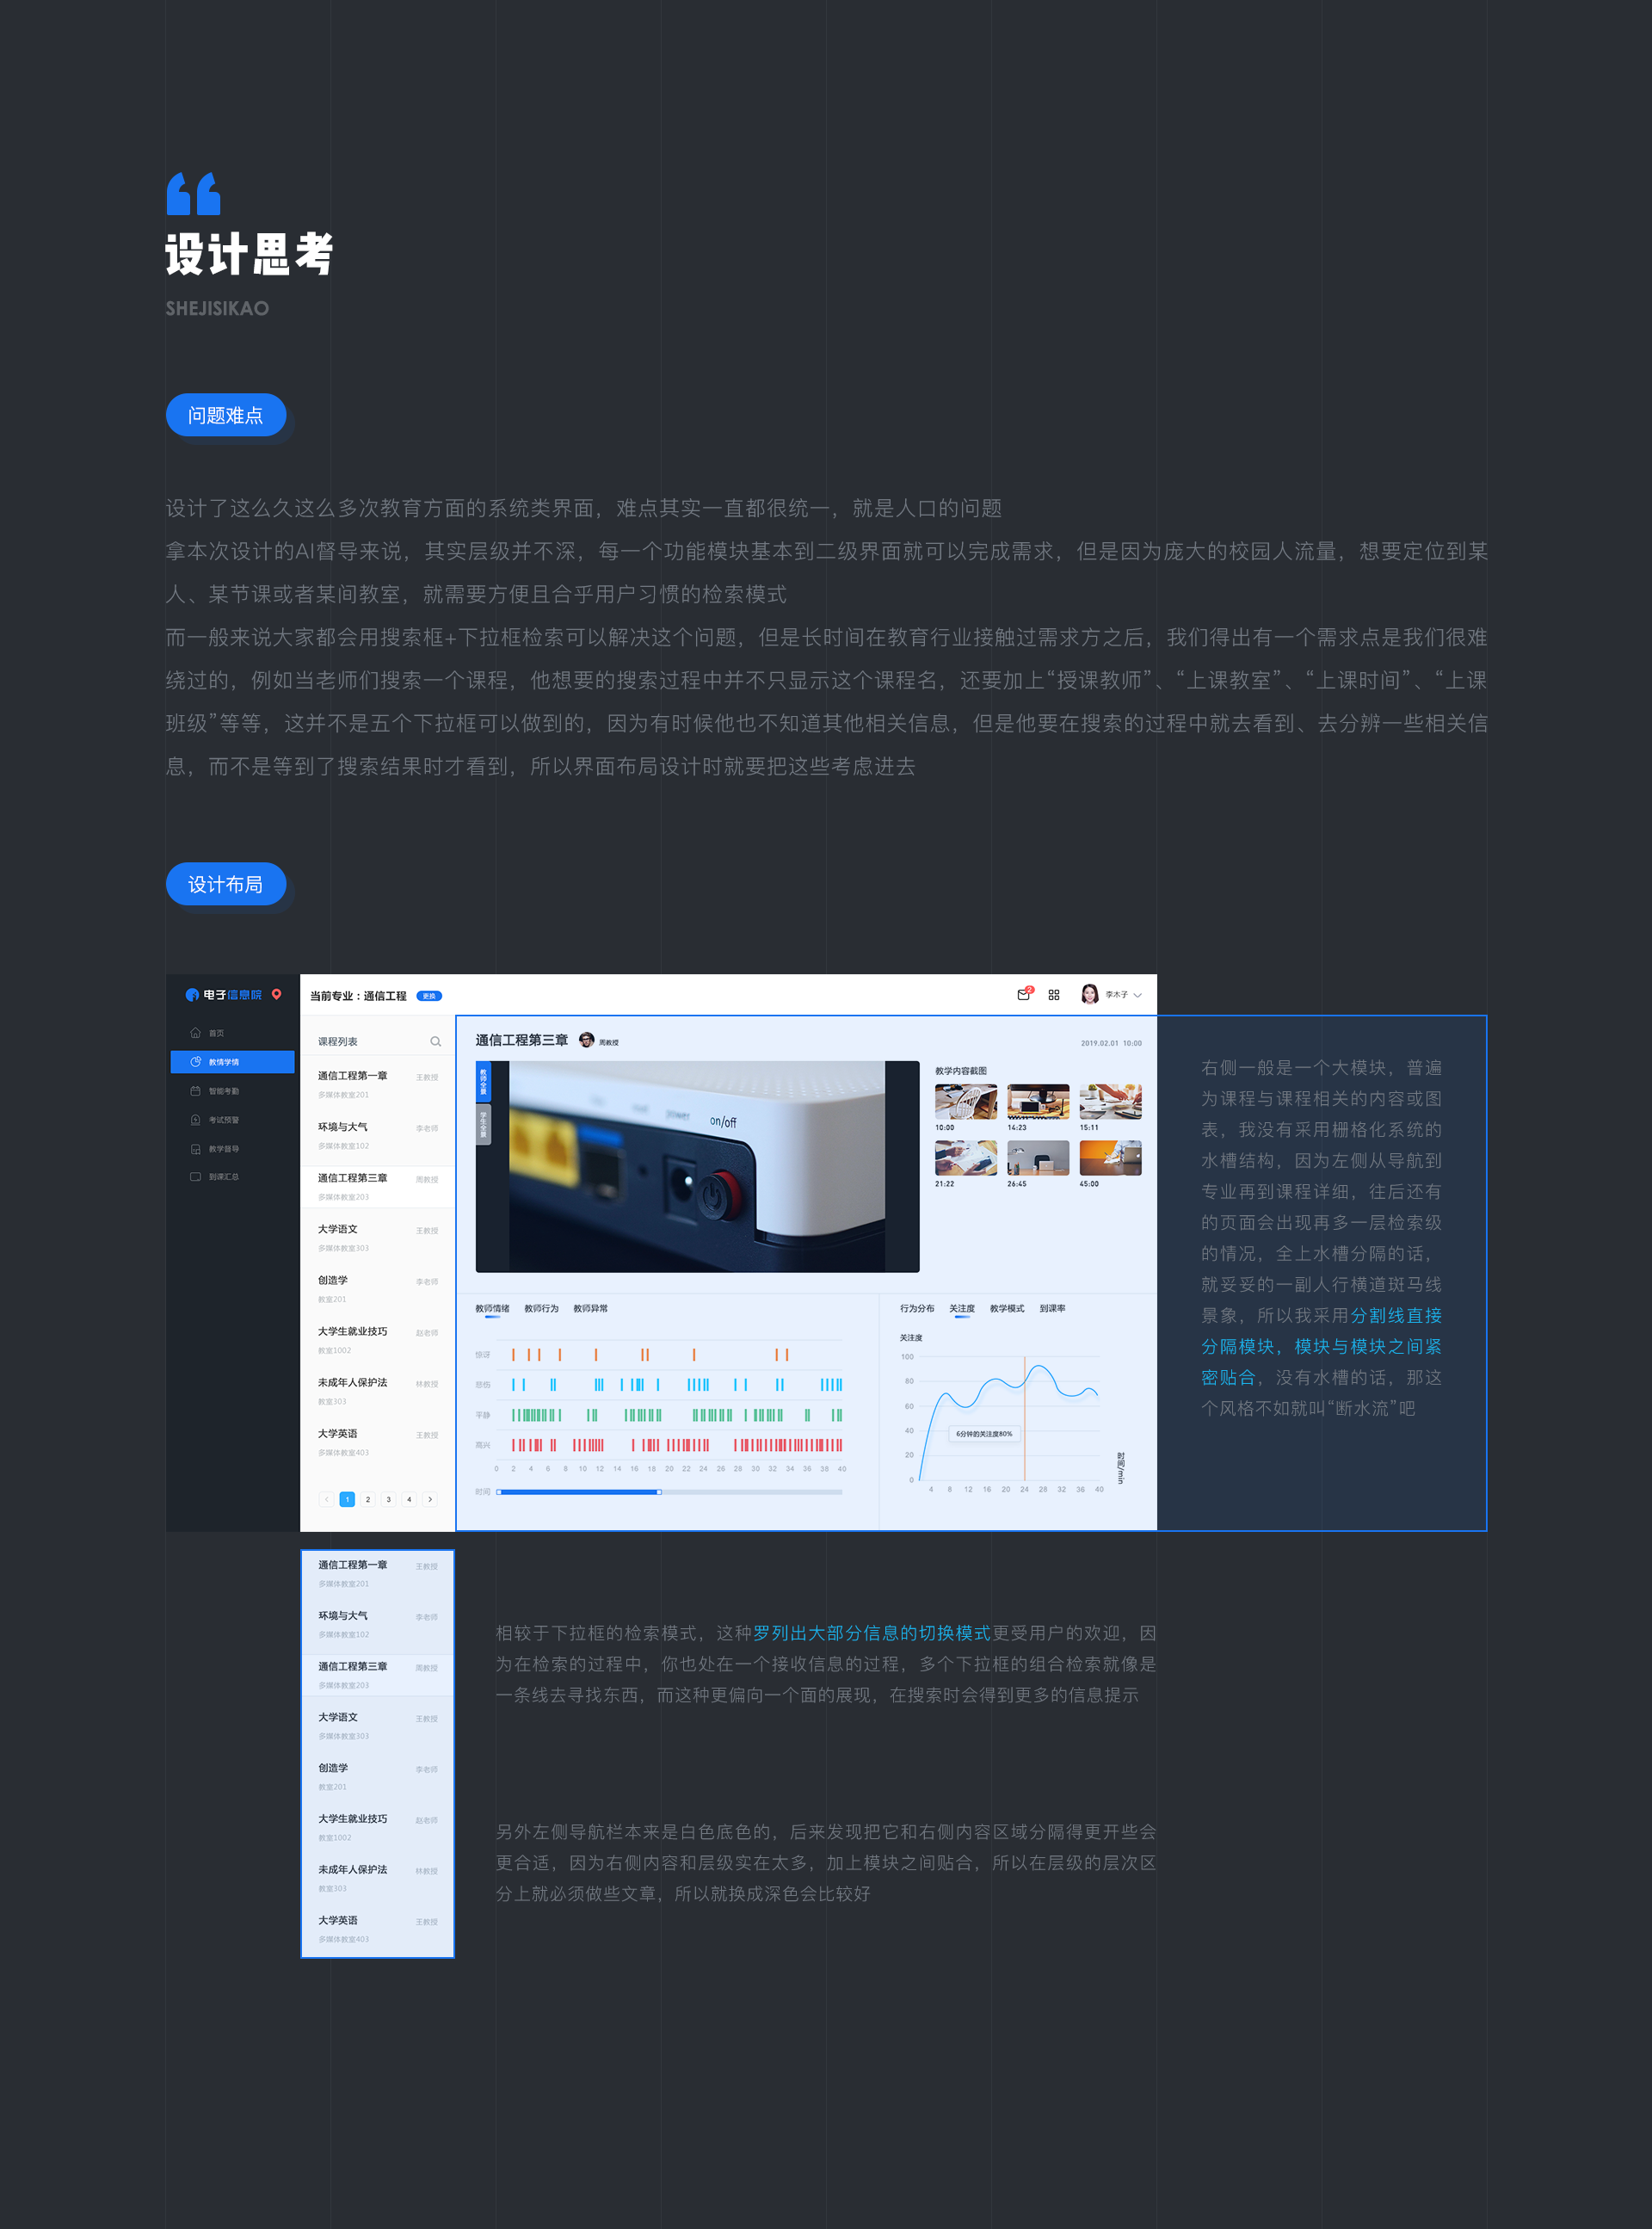 设计思考
SHEJISIKAO
问题难点
设计了这么久这么多次教育方面的系统类界面，难点其实一直都很统一，就是人口的问题
拿本次设计的AI督导来说，其实层级并不深，每一个功能模块基本到二级界面就可以完成需求，但是因为庞大的校园人流量，想要定位到某
人、某节课或者某间教室，就需要方便且合乎用户习惯的检索模式
而一般来说大家都会用搜索框+下拉框检索可以解决这个问题，但是长时间在教育行业接触过需求方之后，我们得出有一个需求点是我们很难
绕过的，例如当老师们搜索一个课程，他想要的搜索过程中并不只显示这个课程名，还要加上“授课教师”、“上课教室”、“上课时间”、“上课
班级”等等，这并不是五个下拉框可以做到的，因为有时候他也不知道其他相关信息，但是他要在搜索的过程中就去看到、去分辨一些相关信
息，而不是等到了搜索结果时才看到，所以界面布局设计时就要把这些考虑进去
设计布局
电子信息院
首页
教情学情
智能考勤
考试预警
教学督导
到课汇总
当前专业：通信工程 更换
2
李木子
课程列表
通信工程第一章 王教授
多媒体教室201
环境与大气 李老师
多媒体教室102
通信工程第三章 周教授
多媒体教室203
大学语文 王教授
多媒体教室303
创造学 李老师
教室201
大学生就业技巧 赵老师
教室1002
未成年人保护法 林教授
教室303
大学英语 王教授
多媒体教室403
1 2 3 4
通信工程第三章 周教授
2019.02.01 10:00
教师全景
学生全景
power
on/off
教学内容截图
10:00 14:23 15:11
21:22 26:45 45:00
教师情绪 教师行为 教师异常
惊讶
悲伤
平静
高兴
0 2 4 6 8 10 12 14 16 18 20 22 24 26 28 30 32 34 36 38 40
时间
行为分布 关注度 教学模式 到课率
关注度
100
80
60
40
20
0
6分钟的关注度80%
4 8 12 16 20 24 28 32 36 40
时间/min
右侧一般是一个大模块，普遍
为课程与课程相关的内容或图
表，我没有采用栅格化系统的
水槽结构，因为左侧从导航到
专业再到课程详细，往后还有
的页面会出现再多一层检索级
的情况，全上水槽分隔的话，
就妥妥的一副人行横道斑马线
景象，所以我采用分割线直接
分隔模块，模块与模块之间紧
密贴合，没有水槽的话，那这
个风格不如就叫“断水流”吧
通信工程第一章 王教授
多媒体教室201
环境与大气 李老师
多媒体教室102
通信工程第三章 周教授
多媒体教室203
大学语文 王教授
多媒体教室303
创造学 李老师
教室201
大学生就业技巧 赵老师
教室1002
未成年人保护法 林教授
教室303
大学英语 王教授
多媒体教室403
相较于下拉框的检索模式，这种罗列出大部分信息的切换模式更受用户的欢迎，因
为在检索的过程中，你也处在一个接收信息的过程，多个下拉框的组合检索就像是
一条线去寻找东西，而这种更偏向一个面的展现，在搜索时会得到更多的信息提示
另外左侧导航栏本来是白色底色的，后来发现把它和右侧内容区域分隔得更开些会
更合适，因为右侧内容和层级实在太多，加上模块之间贴合，所以在层级的层次区
分上就必须做些文章，所以就换成深色会比较好